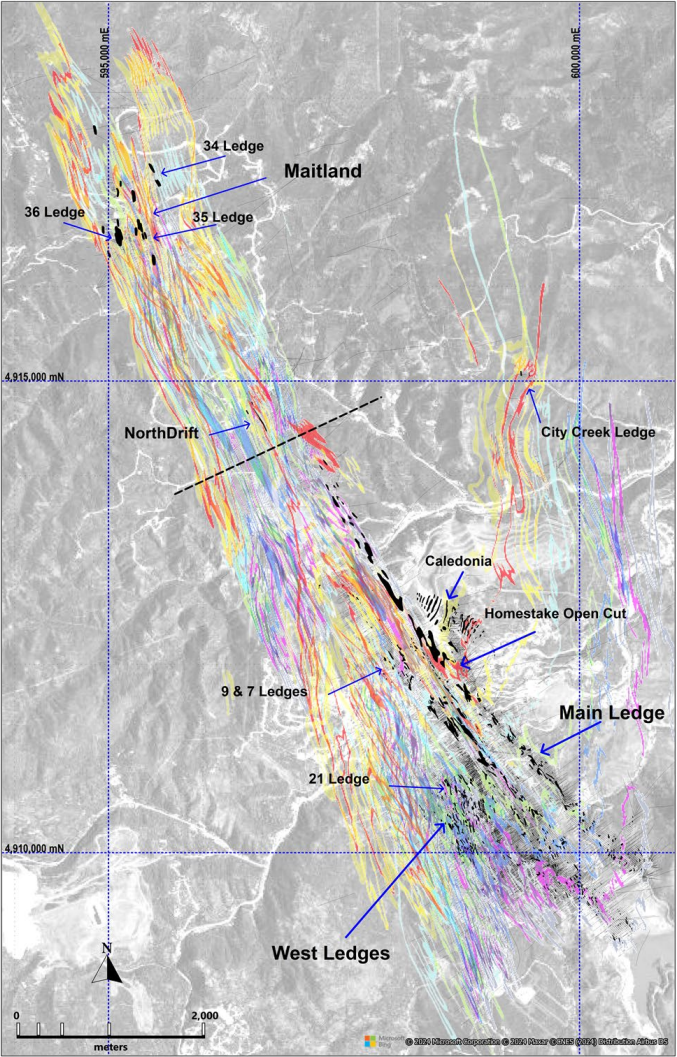 595,000 mE
600,000 mE
34 Ledge
Maitland
36 Ledge
35 Ledge
4,915,000 mN
NorthDrift
City Creek Ledge
Caledonia
Homestake Open Cut
9 & 7 Ledges
Main Ledge
21 Ledge
4,910,000 mN
West Ledges
N
0 2,000
meters
Microsoft
Bing
© 2024 Microsoft Corporation © 2024 Maxar ©CNES (2024) Distribution Airbus DS